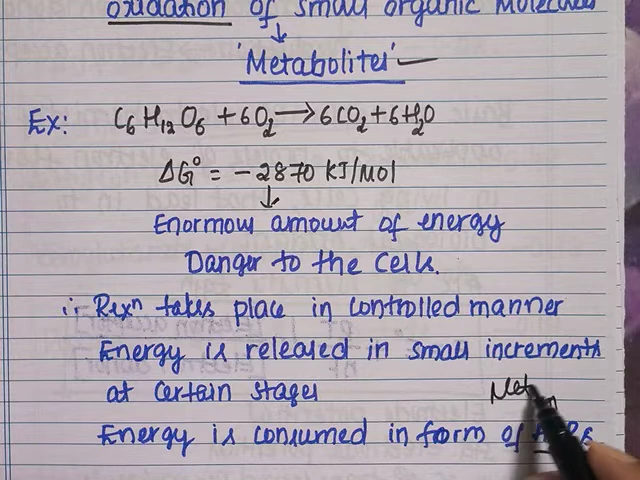 oxidation of small organic Molecules
↓
'Metabolites'
Ex: C6H12O6 + 6O2 → 6CO2 + 6H2O
ΔG° = -2870 KJ/Mol
↓
Enormous amount of energy
Danger to the Cells.
∴ Rexn takes place in controlled manner
Energy is released in small increments
at certain stages
Met
Energy is consumed in form of